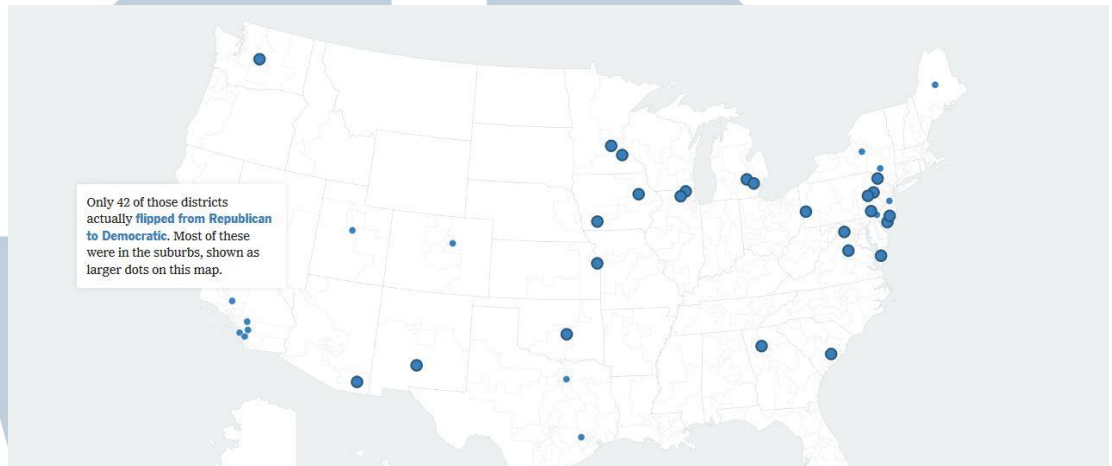 Only 42 of those districts
actually flipped from Republican
to Democratic. Most of these
were in the suburbs, shown as
larger dots on this map.